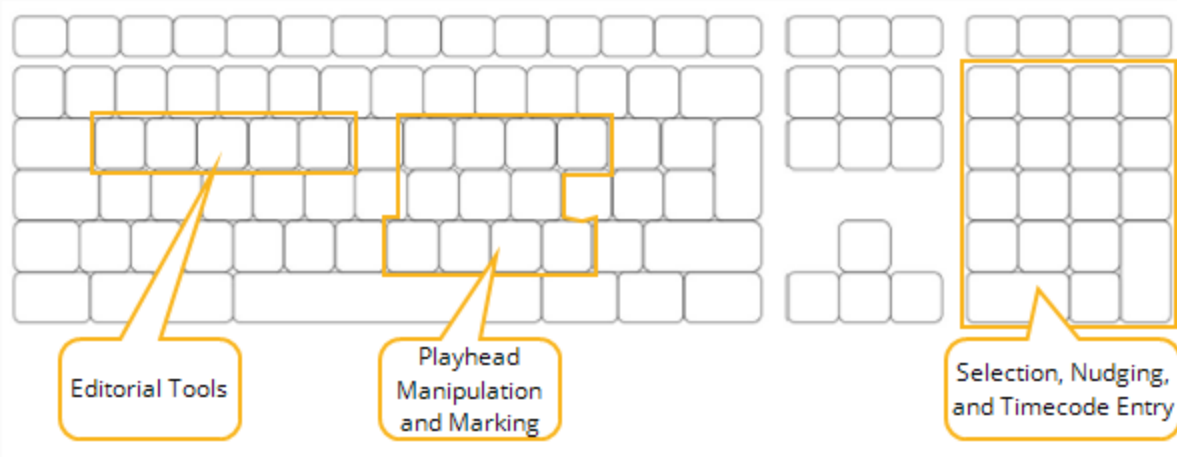 Editorial Tools
Playhead
Manipulation
and Marking
Selection, Nudging,
and Timecode Entry